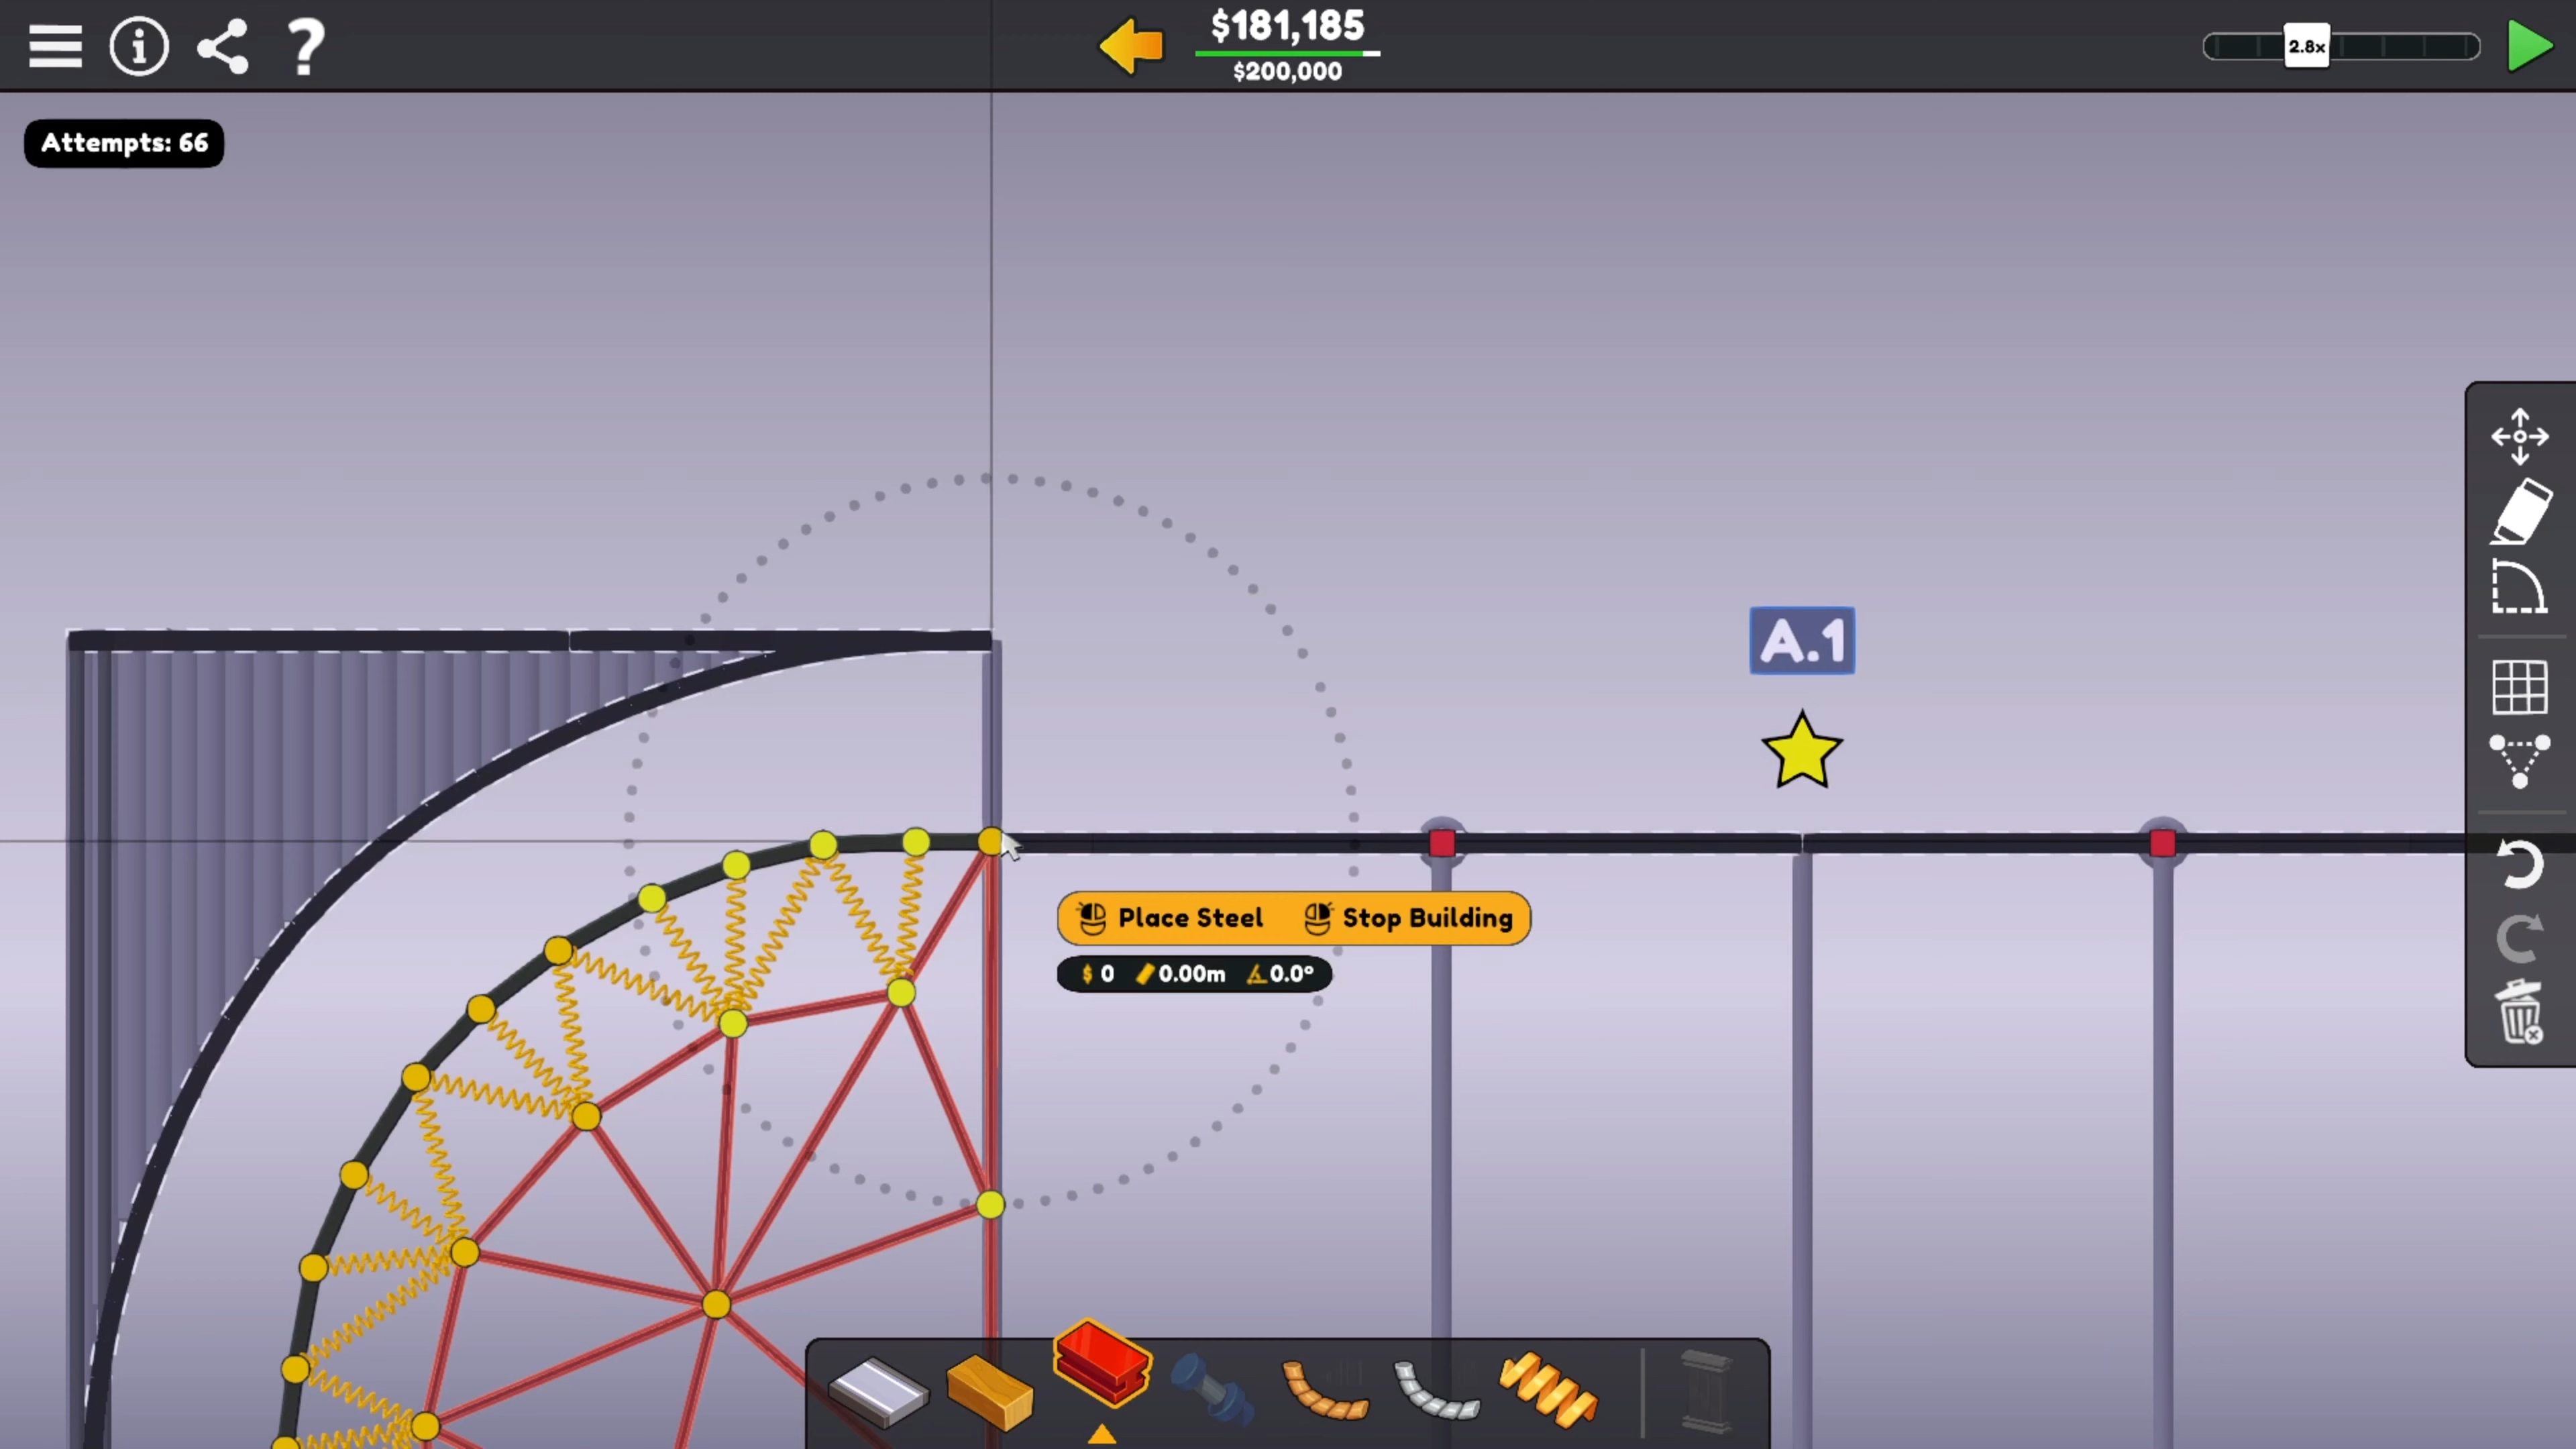 $181,185
$200,000
2.8x
Attempts: 66
A.1
Place Steel Stop Building
$ 0 0.00m 0.0°